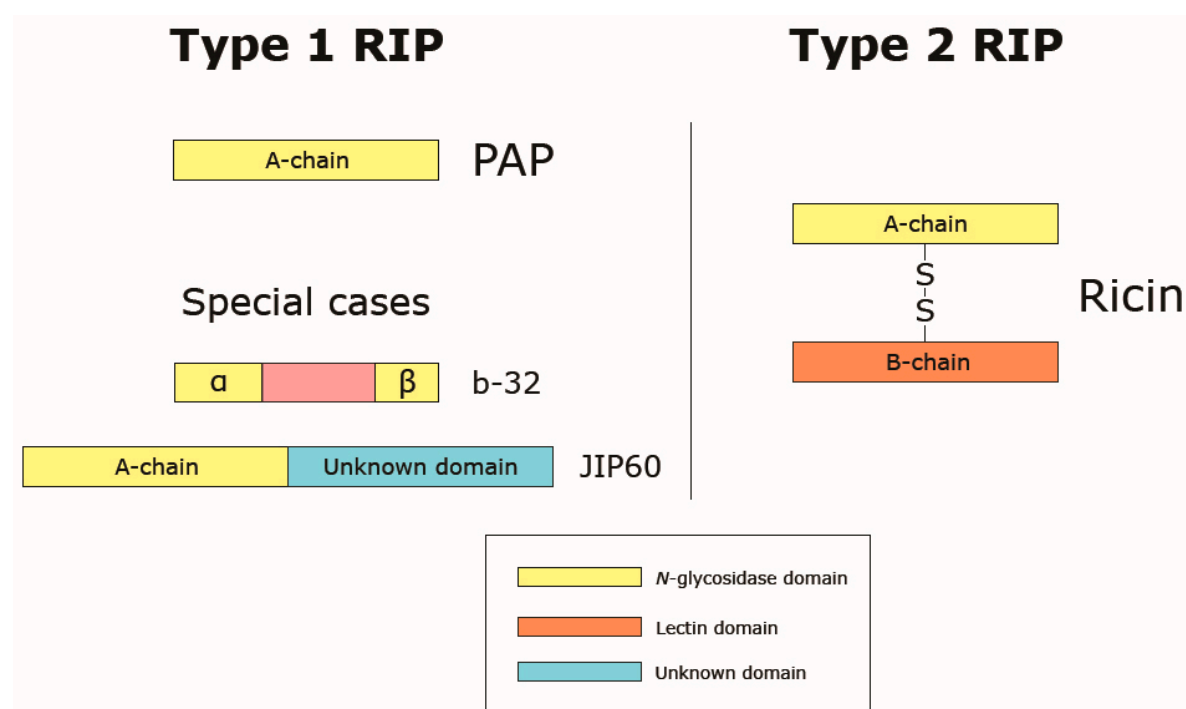 Type 1 RIP
Type 2 RIP
A-chain
PAP
Special cases
α
β
b-32
A-chain
Unknown domain
JIP60
A-chain
S
S
B-chain
Ricin
N-glycosidase domain
Lectin domain
Unknown domain